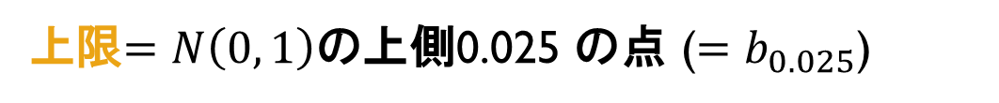 上限= N(0, 1)の上側0.025 の点 (= b₀.₀₂₅)